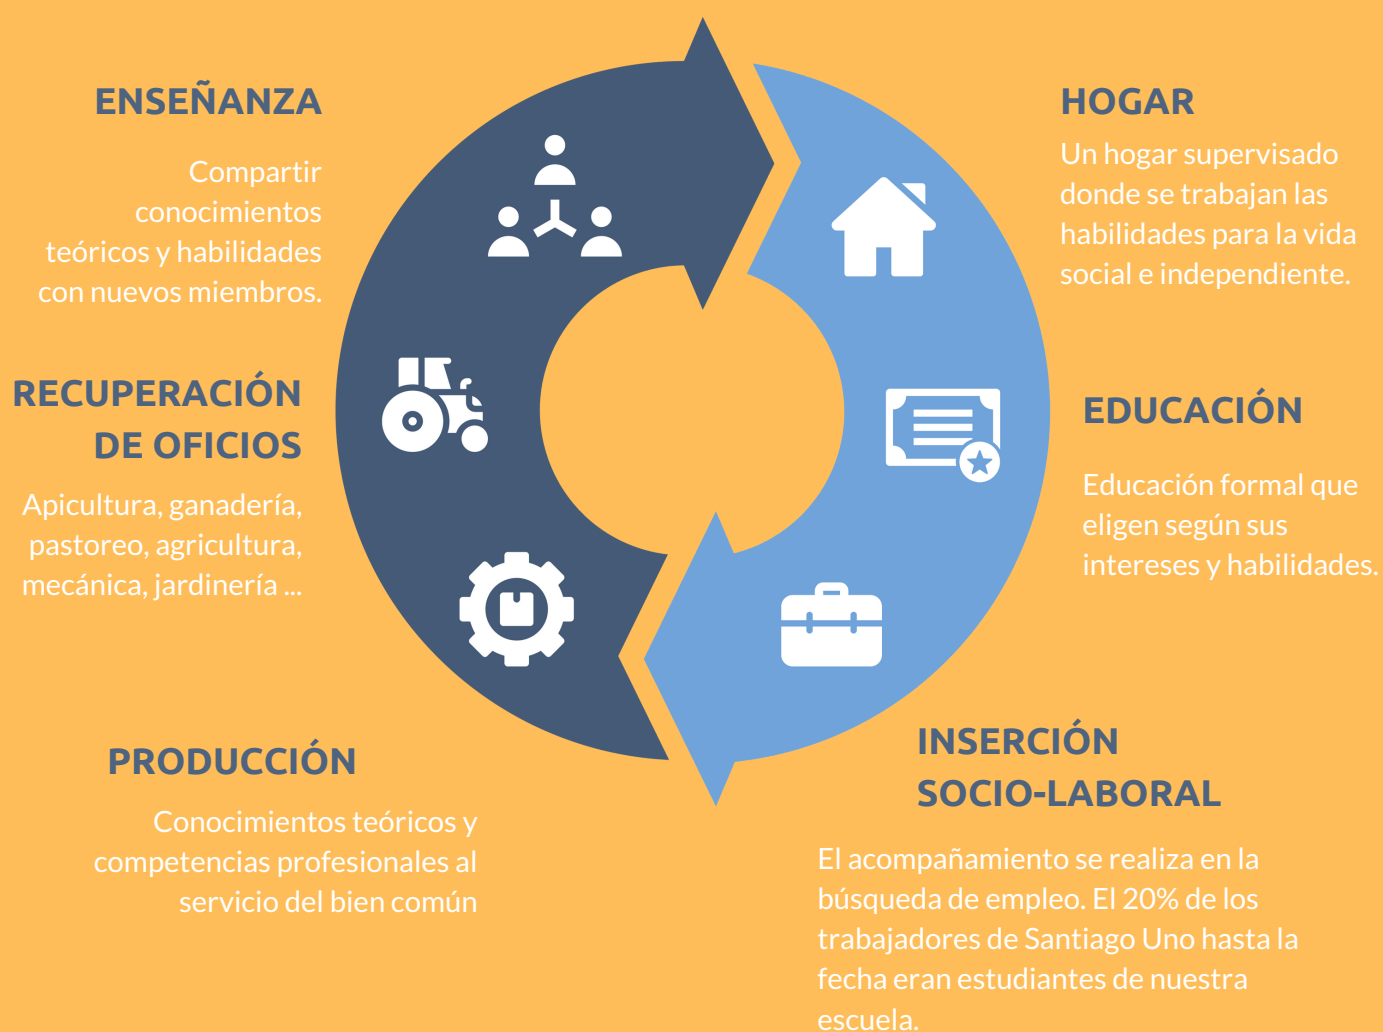 ENSEÑANZA
Compartir
conocimientos
teóricos y habilidades
con nuevos miembros.
RECUPERACIÓN
DE OFICIOS
Apicultura, ganadería,
pastoreo, agricultura,
mecánica, jardinería ...
PRODUCCIÓN
Conocimientos teóricos y
competencias profesionales al
servicio del bien común
HOGAR
Un hogar supervisado
donde se trabajan las
habilidades para la vida
social e independiente.
EDUCACIÓN
Educación formal que
eligen según sus
intereses y habilidades.
INSERCIÓN
SOCIO-LABORAL
El acompañamiento se realiza en la
búsqueda de empleo. El 20% de los
trabajadores de Santiago Uno hasta la
fecha eran estudiantes de nuestra
escuela.